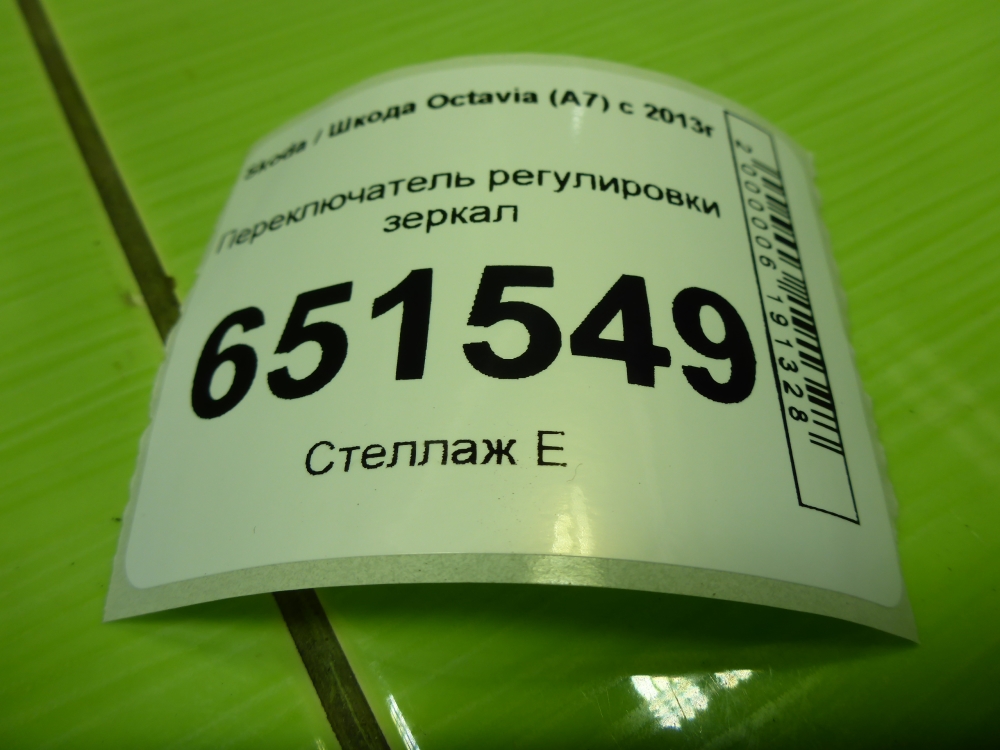 Skoda / Шкода Octavia (A7) с 2013г
Переключатель регулировки
зеркал
651549
Стеллаж Е
2000006191328